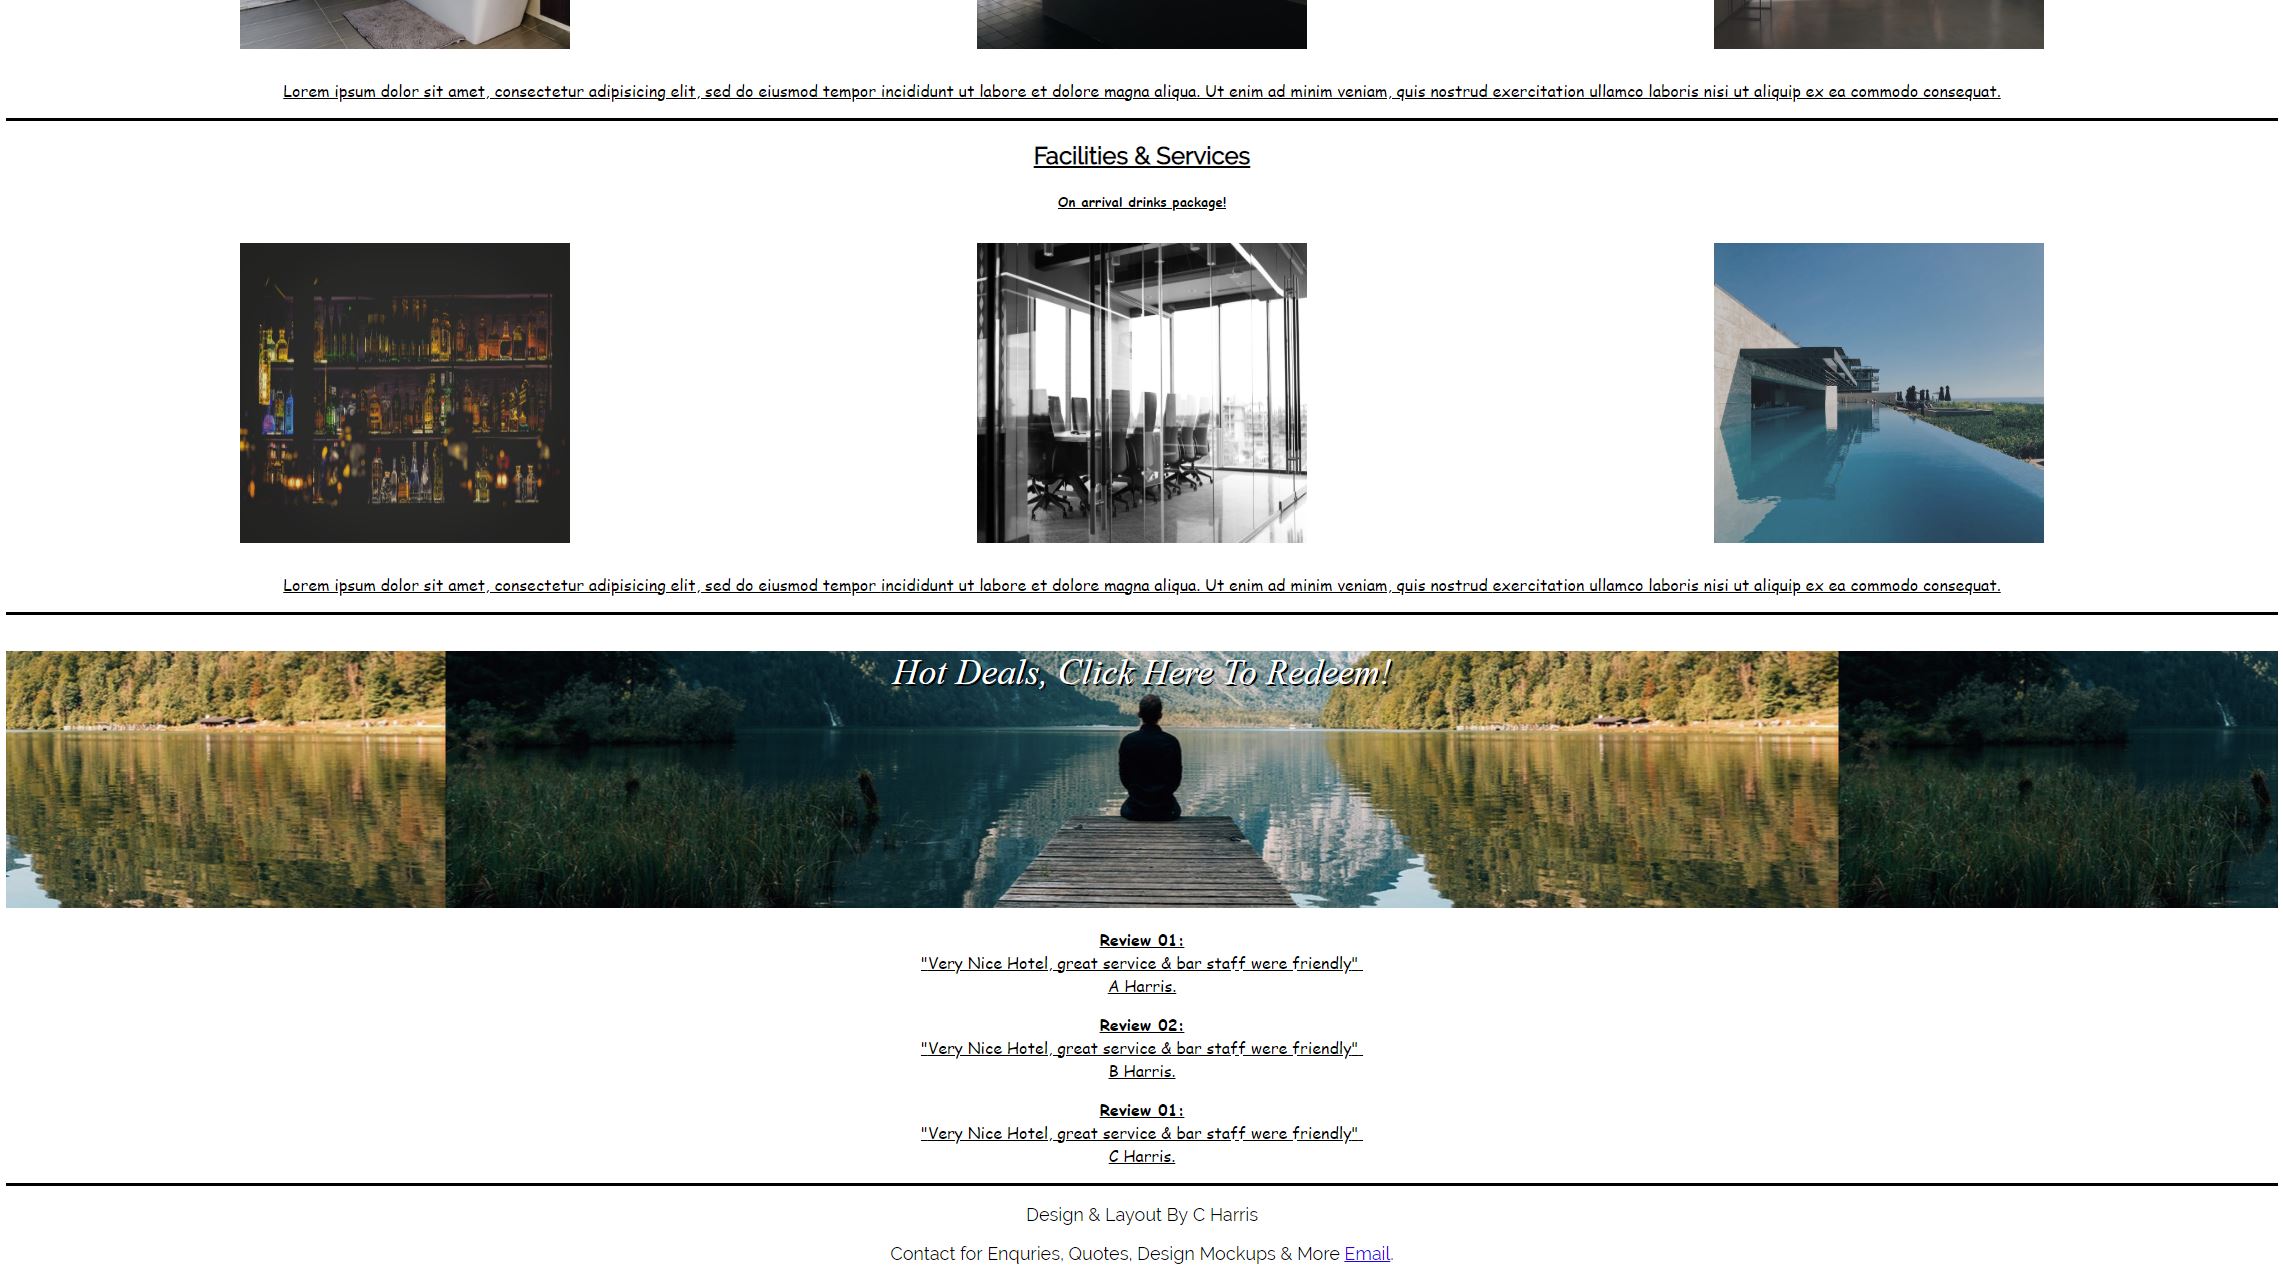 Lorem ipsum dolor sit amet, consectetur adipisicing elit, sed do eiusmod tempor incididunt ut labore et dolore magna aliqua. Ut enim ad minim veniam, quis nostrud exercitation ullamco laboris nisi ut aliquip ex ea commodo consequat.
Facilities & Services
On arrival drinks package!
Lorem ipsum dolor sit amet, consectetur adipisicing elit, sed do eiusmod tempor incididunt ut labore et dolore magna aliqua. Ut enim ad minim veniam, quis nostrud exercitation ullamco laboris nisi ut aliquip ex ea commodo consequat.
Hot Deals, Click Here To Redeem!
Review 01:
"Very Nice Hotel, great service & bar staff were friendly"
A Harris.
Review 02:
"Very Nice Hotel, great service & bar staff were friendly"
B Harris.
Review 01:
"Very Nice Hotel, great service & bar staff were friendly"
C Harris.
Design & Layout By C Harris
Contact for Enquries, Quotes, Design Mockups & More Email.